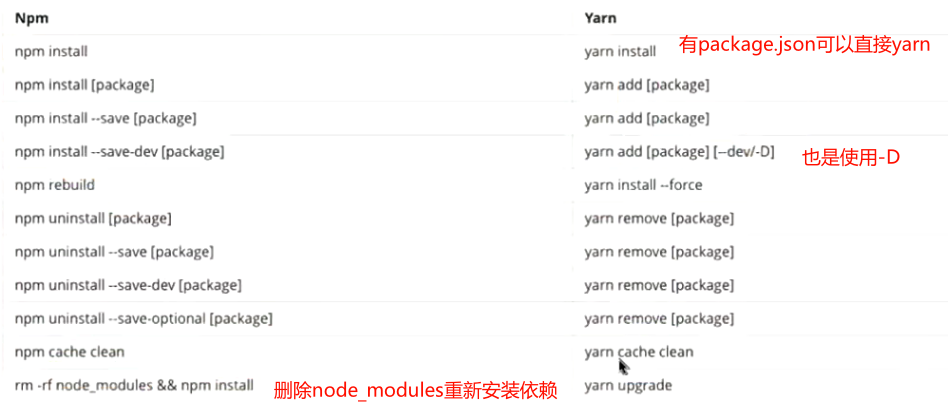 Npm Yarn
npm install yarn install 有package.json可以直接yarn
npm install [package] yarn add [package]
npm install --save [package] yarn add [package]
npm install --save-dev [package] yarn add [package] [--dev/-D] 也是使用-D
npm rebuild yarn install --force
npm uninstall [package] yarn remove [package]
npm uninstall --save [package] yarn remove [package]
npm uninstall --save-dev [package] yarn remove [package]
npm uninstall --save-optional [package] yarn remove [package]
npm cache clean yarn cache clean
rm -rf node_modules && npm install 删除node_modules重新安装依赖 yarn upgrade